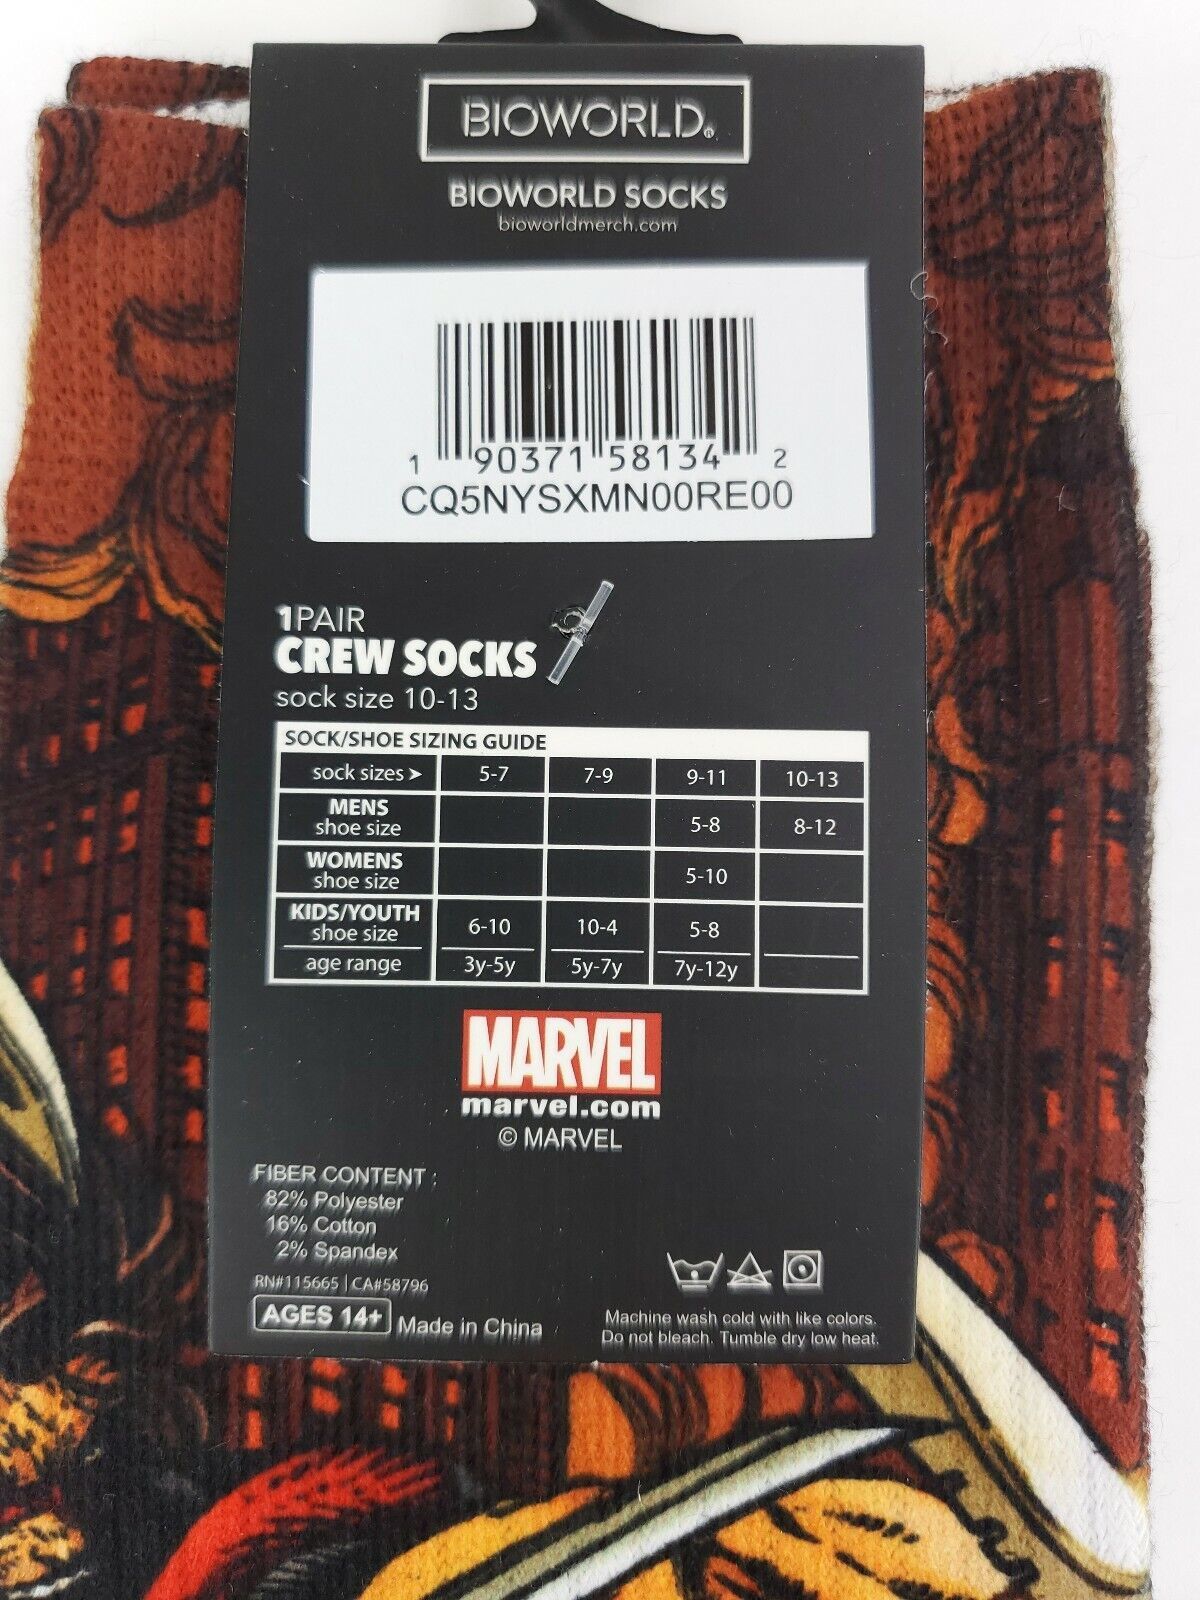 BIOWORLD®
BIOWORLD SOCKS
bioworldmerch.com
1 90371 58134 2
CQ5NYSXMN00RE00
1PAIR
CREW SOCKS
sock size 10-13
SOCK/SHOE SIZING GUIDE
sock sizes ➤ 5-7 7-9 9-11 10-13
MENS
shoe size 5-8 8-12
WOMENS
shoe size 5-10
KIDS/YOUTH
shoe size 6-10 10-4 5-8
age range 3y-5y 5y-7y 7y-12y
MARVEL
marvel.com
© MARVEL
FIBER CONTENT :
82% Polyester
16% Cotton
2% Spandex
RN#115665 | CA#58796
AGES 14+ Made in China
Machine wash cold with like colors.
Do not bleach. Tumble dry low heat.